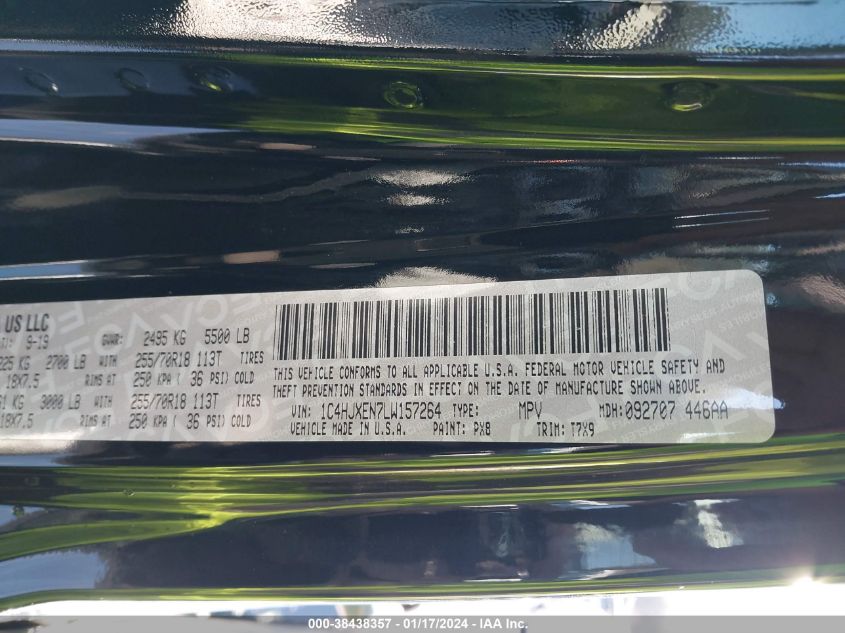 US LLC
9-19 GVWR: 2495 KG 5500 LB
KG 2700 LB WITH 255/70R18 113T TIRES
18X7.5 RIMS AT 250 KPA ( 36 PSI) COLD
KG 3000 LB WITH 255/70R18 113T TIRES
18X7.5 RIMS AT 250 KPA ( 36 PSI) COLD
THIS VEHICLE CONFORMS TO ALL APPLICABLE U.S.A. FEDERAL MOTOR VEHICLE SAFETY AND
THEFT PREVENTION STANDARDS IN EFFECT ON THE DATE OF MANUFACTURE SHOWN ABOVE.
VIN: 1C4HJXEN7LW157264 TYPE: MPV MDH:092707 446AA
VEHICLE MADE IN U.S.A. PAINT: PX8 TRIM: T7X9
000-38438357 - 01/17/2024 - IAA Inc.